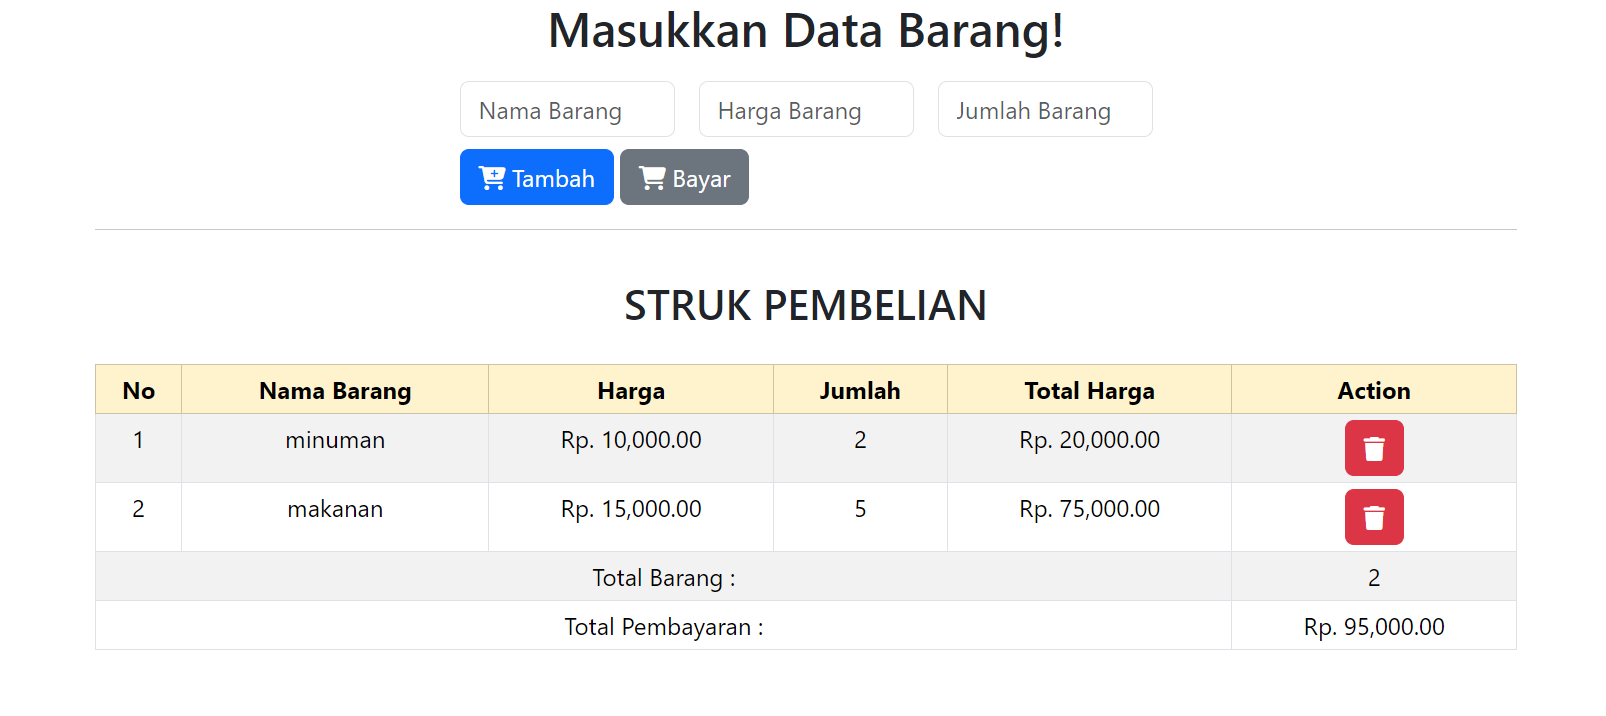 Masukkan Data Barang!
Nama Barang Harga Barang Jumlah Barang
Tambah Bayar
STRUK PEMBELIAN
No Nama Barang Harga Jumlah Total Harga Action
1 minuman Rp. 10,000.00 2 Rp. 20,000.00
2 makanan Rp. 15,000.00 5 Rp. 75,000.00
Total Barang : 2
Total Pembayaran : Rp. 95,000.00